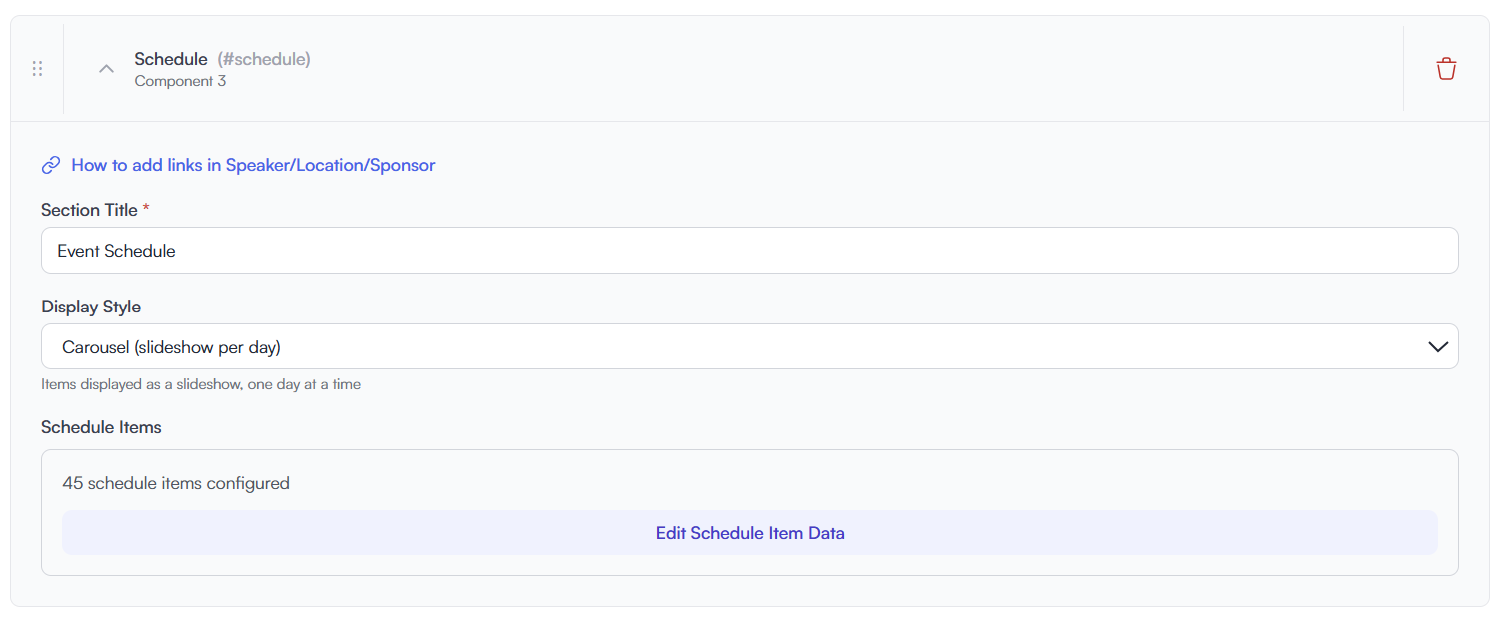 Schedule (#schedule)
Component 3
How to add links in Speaker/Location/Sponsor
Section Title *
Event Schedule
Display Style
Carousel (slideshow per day)
Items displayed as a slideshow, one day at a time
Schedule Items
45 schedule items configured
Edit Schedule Item Data